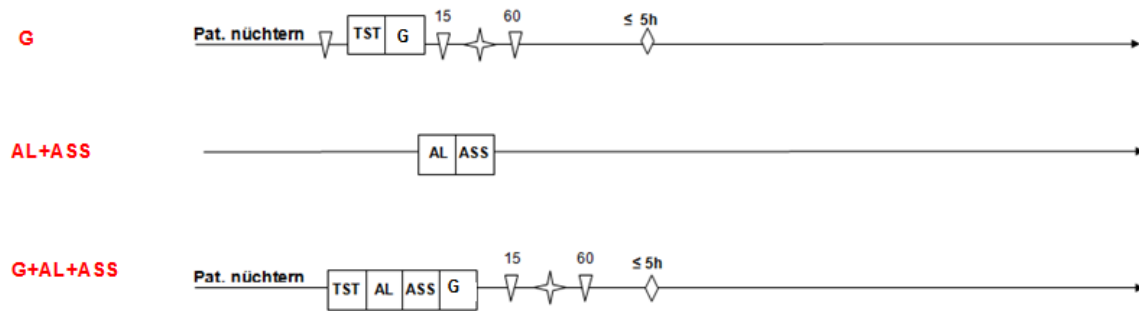 G
Pat. nüchtern
TST G
15
60
≤ 5h
AL+ASS
AL ASS
G+AL+ASS
Pat. nüchtern
TST AL ASS G
15
60
≤ 5h